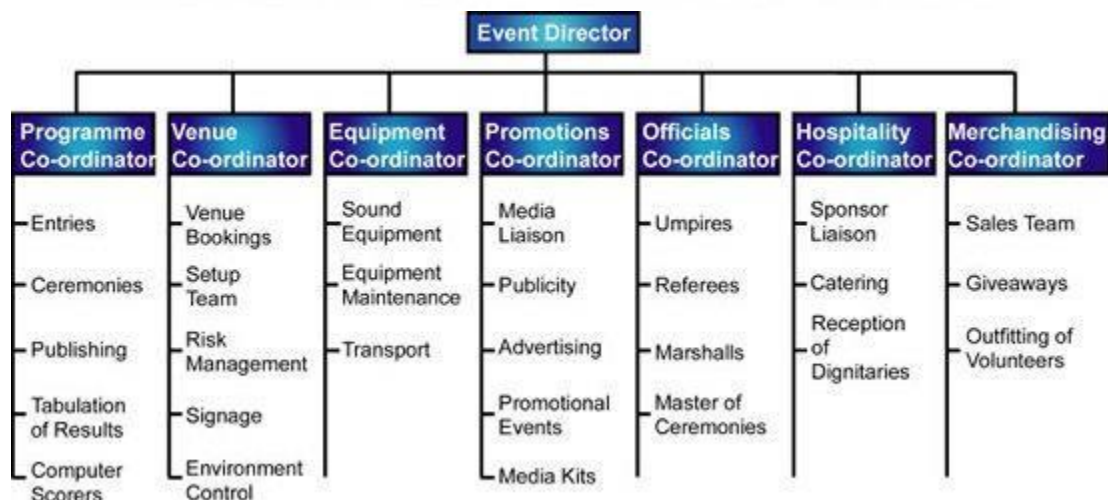 Event Director
Programme
Co-ordinator
Entries
Ceremonies
Publishing
Tabulation
of Results
Computer
Scorers
Venue
Co-ordinator
Venue
Bookings
Setup
Team
Risk
Management
Signage
Environment
Control
Equipment
Co-ordinator
Sound
Equipment
Equipment
Maintenance
Transport
Promotions
Co-ordinator
Media
Liaison
Publicity
Advertising
Promotional
Events
Media Kits
Officials
Co-ordinator
Umpires
Referees
Marshalls
Master of
Ceremonies
Hospitality
Co-ordinator
Sponsor
Liaison
Catering
Reception
of
Dignitaries
Merchandising
Co-ordinator
Sales Team
Giveaways
Outfitting of
Volunteers